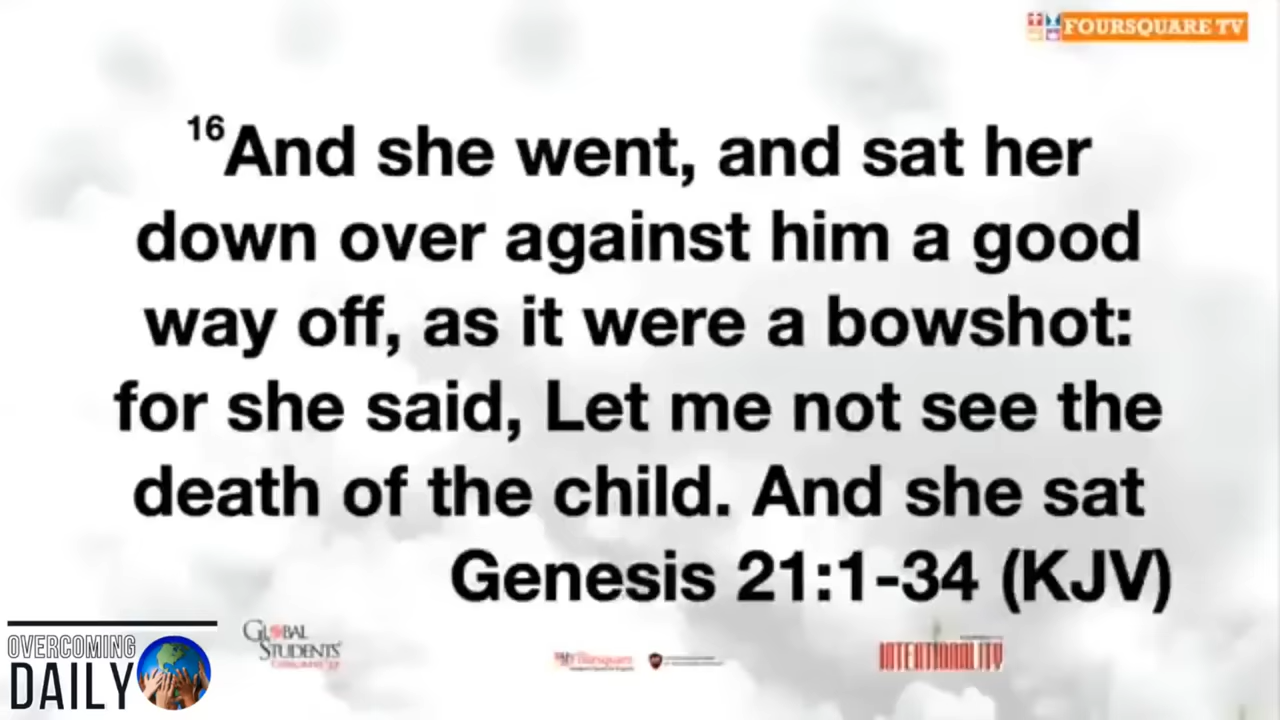 FOURSQUARE TV
16And she went, and sat her
down over against him a good
way off, as it were a bowshot:
for she said, Let me not see the
death of the child. And she sat
Genesis 21:1-34 (KJV)
OVERCOMING
DAILY
GLOBAL
STUDENTS'
Foursquare
INTENTIONALITY